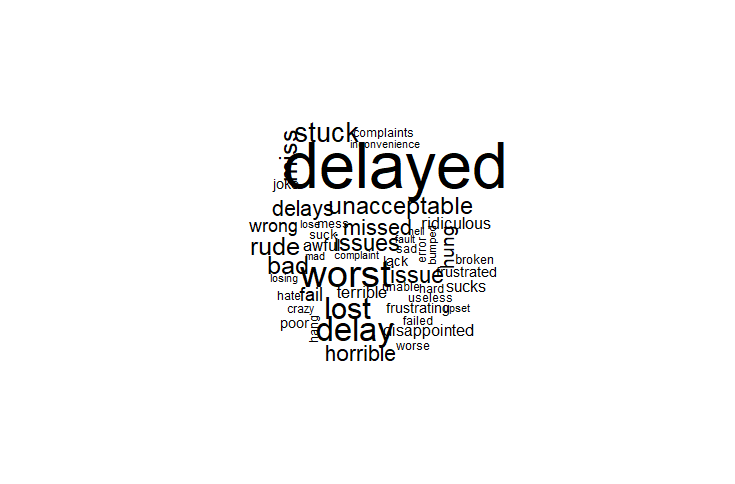 stuck
complaints
inconvenience
miss
delayed
joke
delays
unacceptable
wrong
lose
mess
missed
ridiculous
suck
hell
rude
awful
issues
fault
sad
error
bumped
hung
mad
complaint
lack
broken
bad
worst
issue
frustrated
losing
hate
fail
terrible
unable
hard
sucks
useless
crazy
lost
frustrating
upset
poor
hang
delay
failed
disappointed
horrible
worse